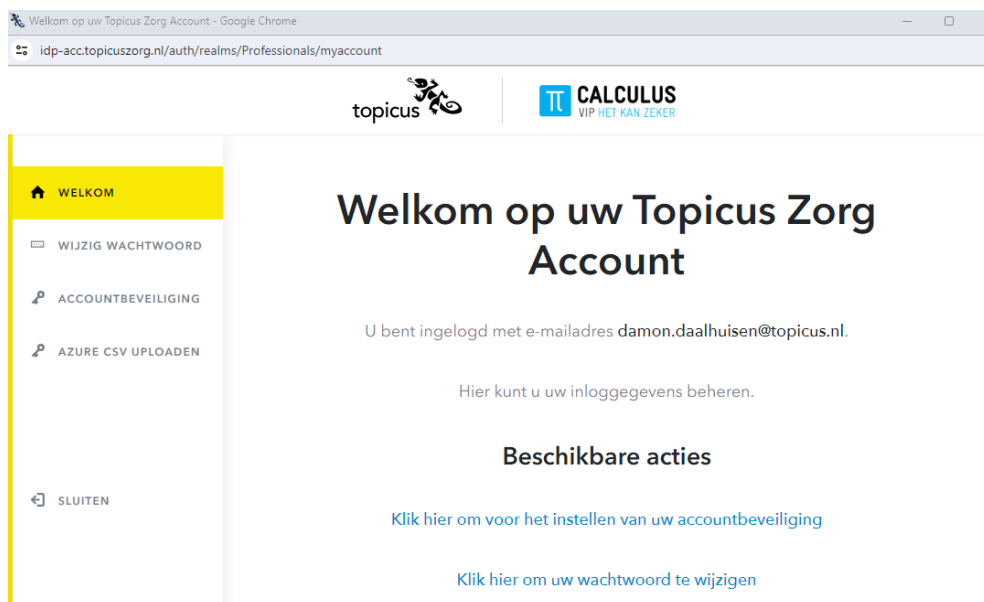 Welkom op uw Topicus Zorg Account - Google Chrome
idp-acc.topicuszorg.nl/auth/realms/Professionals/myaccount
topicus
π CALCULUS
VIP HET KAN ZEKER
WELKOM
WIJZIG WACHTWOORD
ACCOUNTBEVEILIGING
AZURE CSV UPLOADEN
SLUITEN
Welkom op uw Topicus Zorg
Account
U bent ingelogd met e-mailadres damon.daalhuisen@topicus.nl.
Hier kunt u uw inloggegevens beheren.
Beschikbare acties
Klik hier om voor het instellen van uw accountbeveiliging
Klik hier om uw wachtwoord te wijzigen